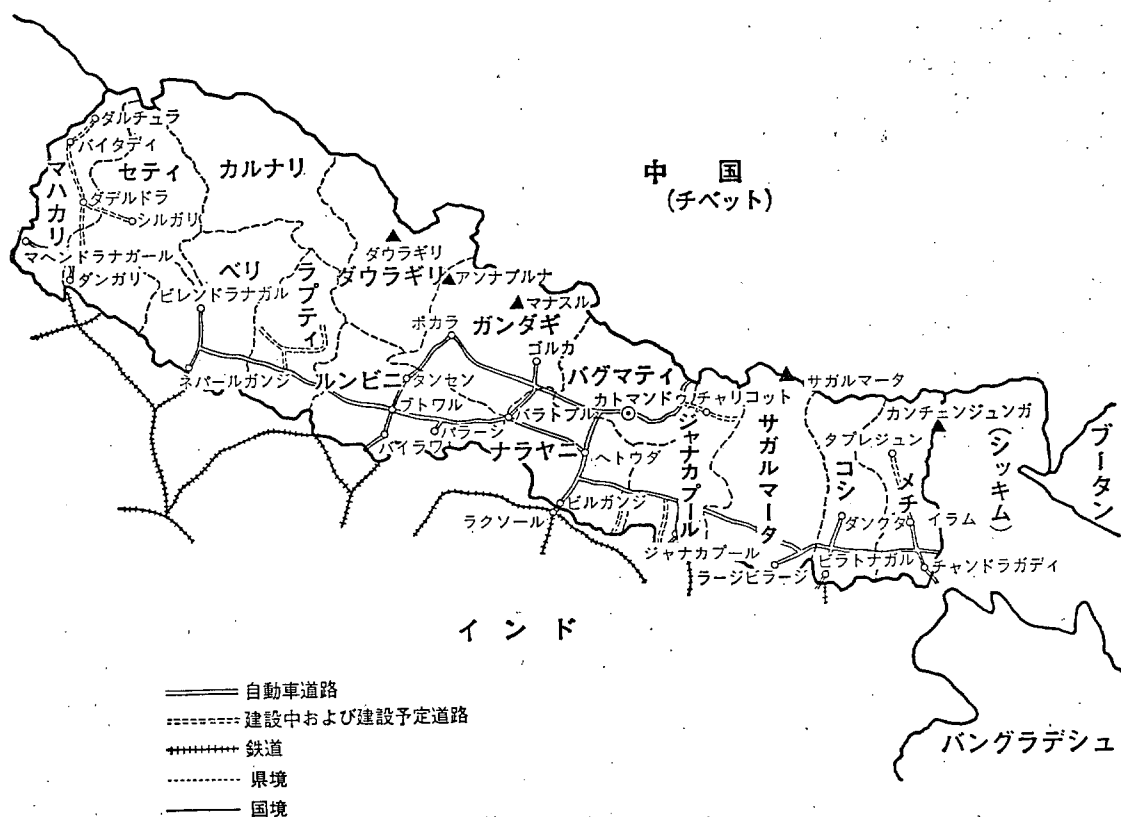 ダルチュラ
バイタディ
マハカリ
セティ
カルナリ
中国
(チベット)
ダデルドラ
シルガリ
マヘンドラナガール
ダンガリ
ベリ
ビレンドラナガル
ラプティ
ダウラギリ
ダウラギリ
アンナプルナ
マナスル
ポカラ
ガンダギ
ゴルカ
ネパールガンジ
ルンビニ
タンセン
バグマティ
カトマンドゥ
チャリコット
サガルマータ
カンチェンジュンガ
ブトワル
バラトプル
パラーシ
バイラワ
ナラヤニ
ヘトウダ
ジャナカプール
サガルマータ
コシ
タプレジュン
メチ
(シッキム)
ブータン
ビルガンジ
ラクソール
ジャナカプール
ラージビラージ
ダンクタ
イラム
ビラトナガル
チャンドラガディ
インド
自動車道路
建設中および建設予定道路
鉄道
県境
国境
バングラデシュ